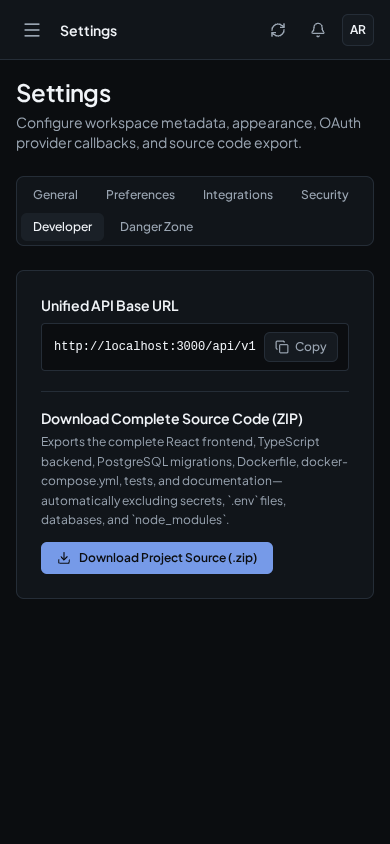 Settings
AR
Settings
Configure workspace metadata, appearance, OAuth
provider callbacks, and source code export.
General Preferences Integrations Security
Developer Danger Zone
Unified API Base URL
http://localhost:3000/api/v1 Copy
Download Complete Source Code (ZIP)
Exports the complete React frontend, TypeScript
backend, PostgreSQL migrations, Dockerfile, docker-
compose.yml, tests, and documentation—
automatically excluding secrets, `.env` files,
databases, and `node_modules`.
Download Project Source (.zip)